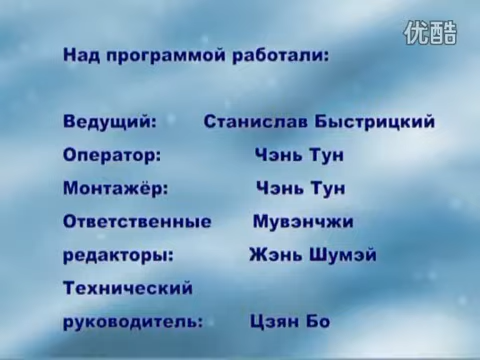 优酷
Над программой работали:
Ведущий: Станислав Быстрицкий
Оператор: Чэнь Тун
Монтажёр: Чэнь Тун
Ответственные Мувэнчжи
редакторы: Жэнь Шумэй
Технический
руководитель: Цзян Бо